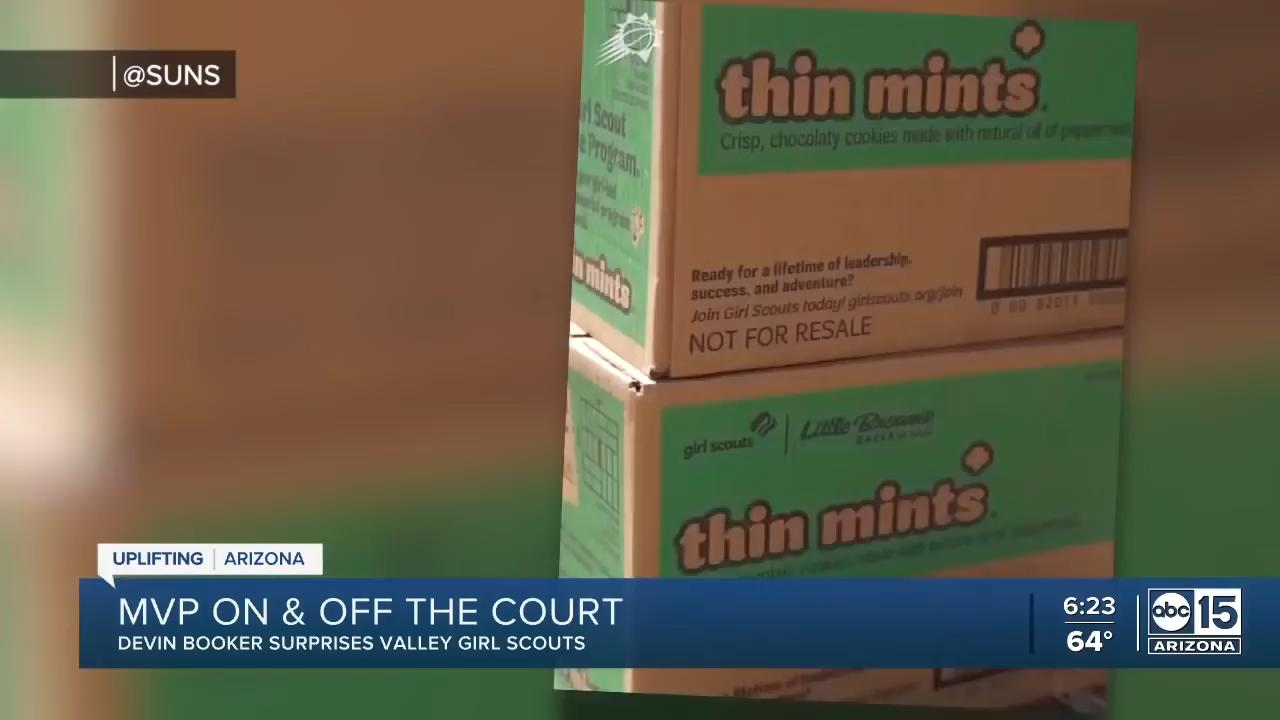 @SUNS
thin mints
Crisp, chocolaty cookies made with natural oil of peppermint
rl Scout
e Program.
n mints
Ready for a lifetime of leadership,
success, and adventure?
Join Girl Scouts today! girlscouts.org/join
NOT FOR RESALE
girl scouts
Little Brownie
BAKERS
thin mints
UPLIFTING | ARIZONA
MVP ON & OFF THE COURT
DEVIN BOOKER SURPRISES VALLEY GIRL SCOUTS
6:23
64°
abc 15
ARIZONA